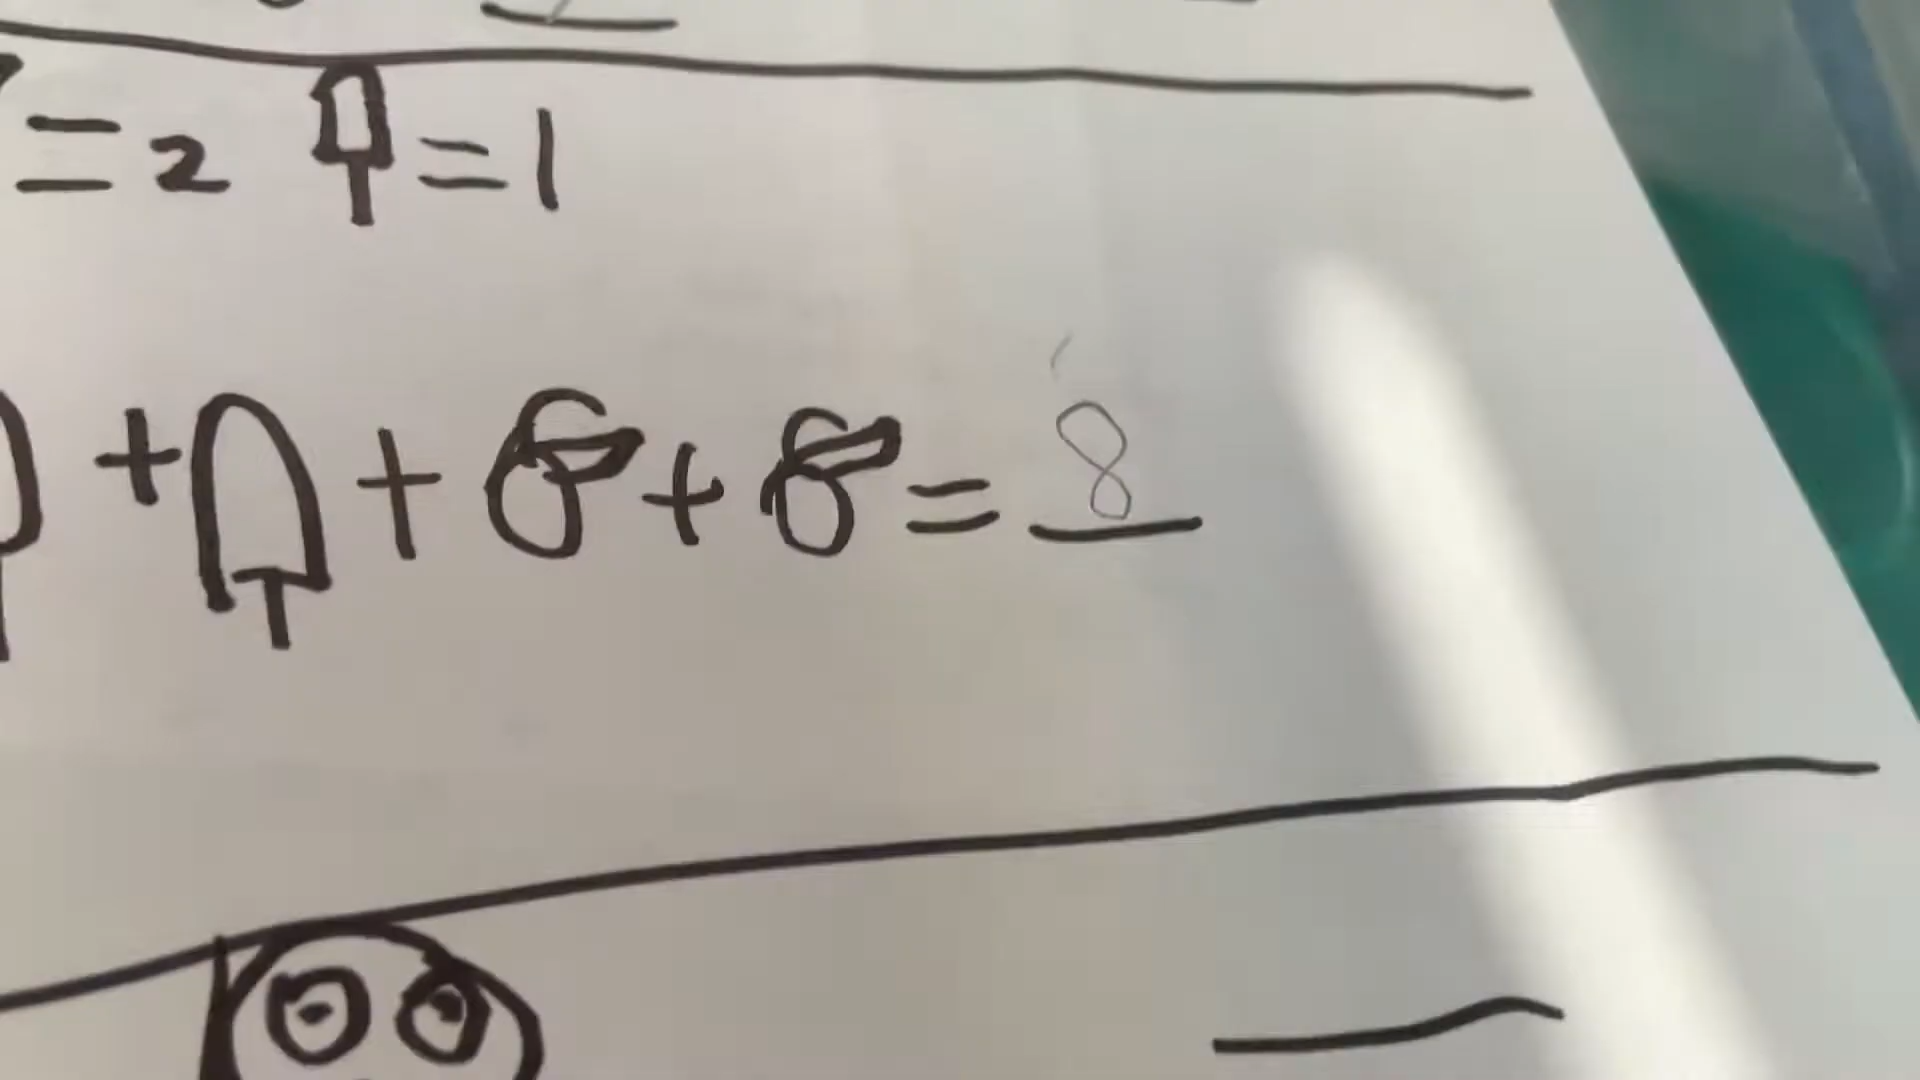 = 2 = 1
+ + + = 8